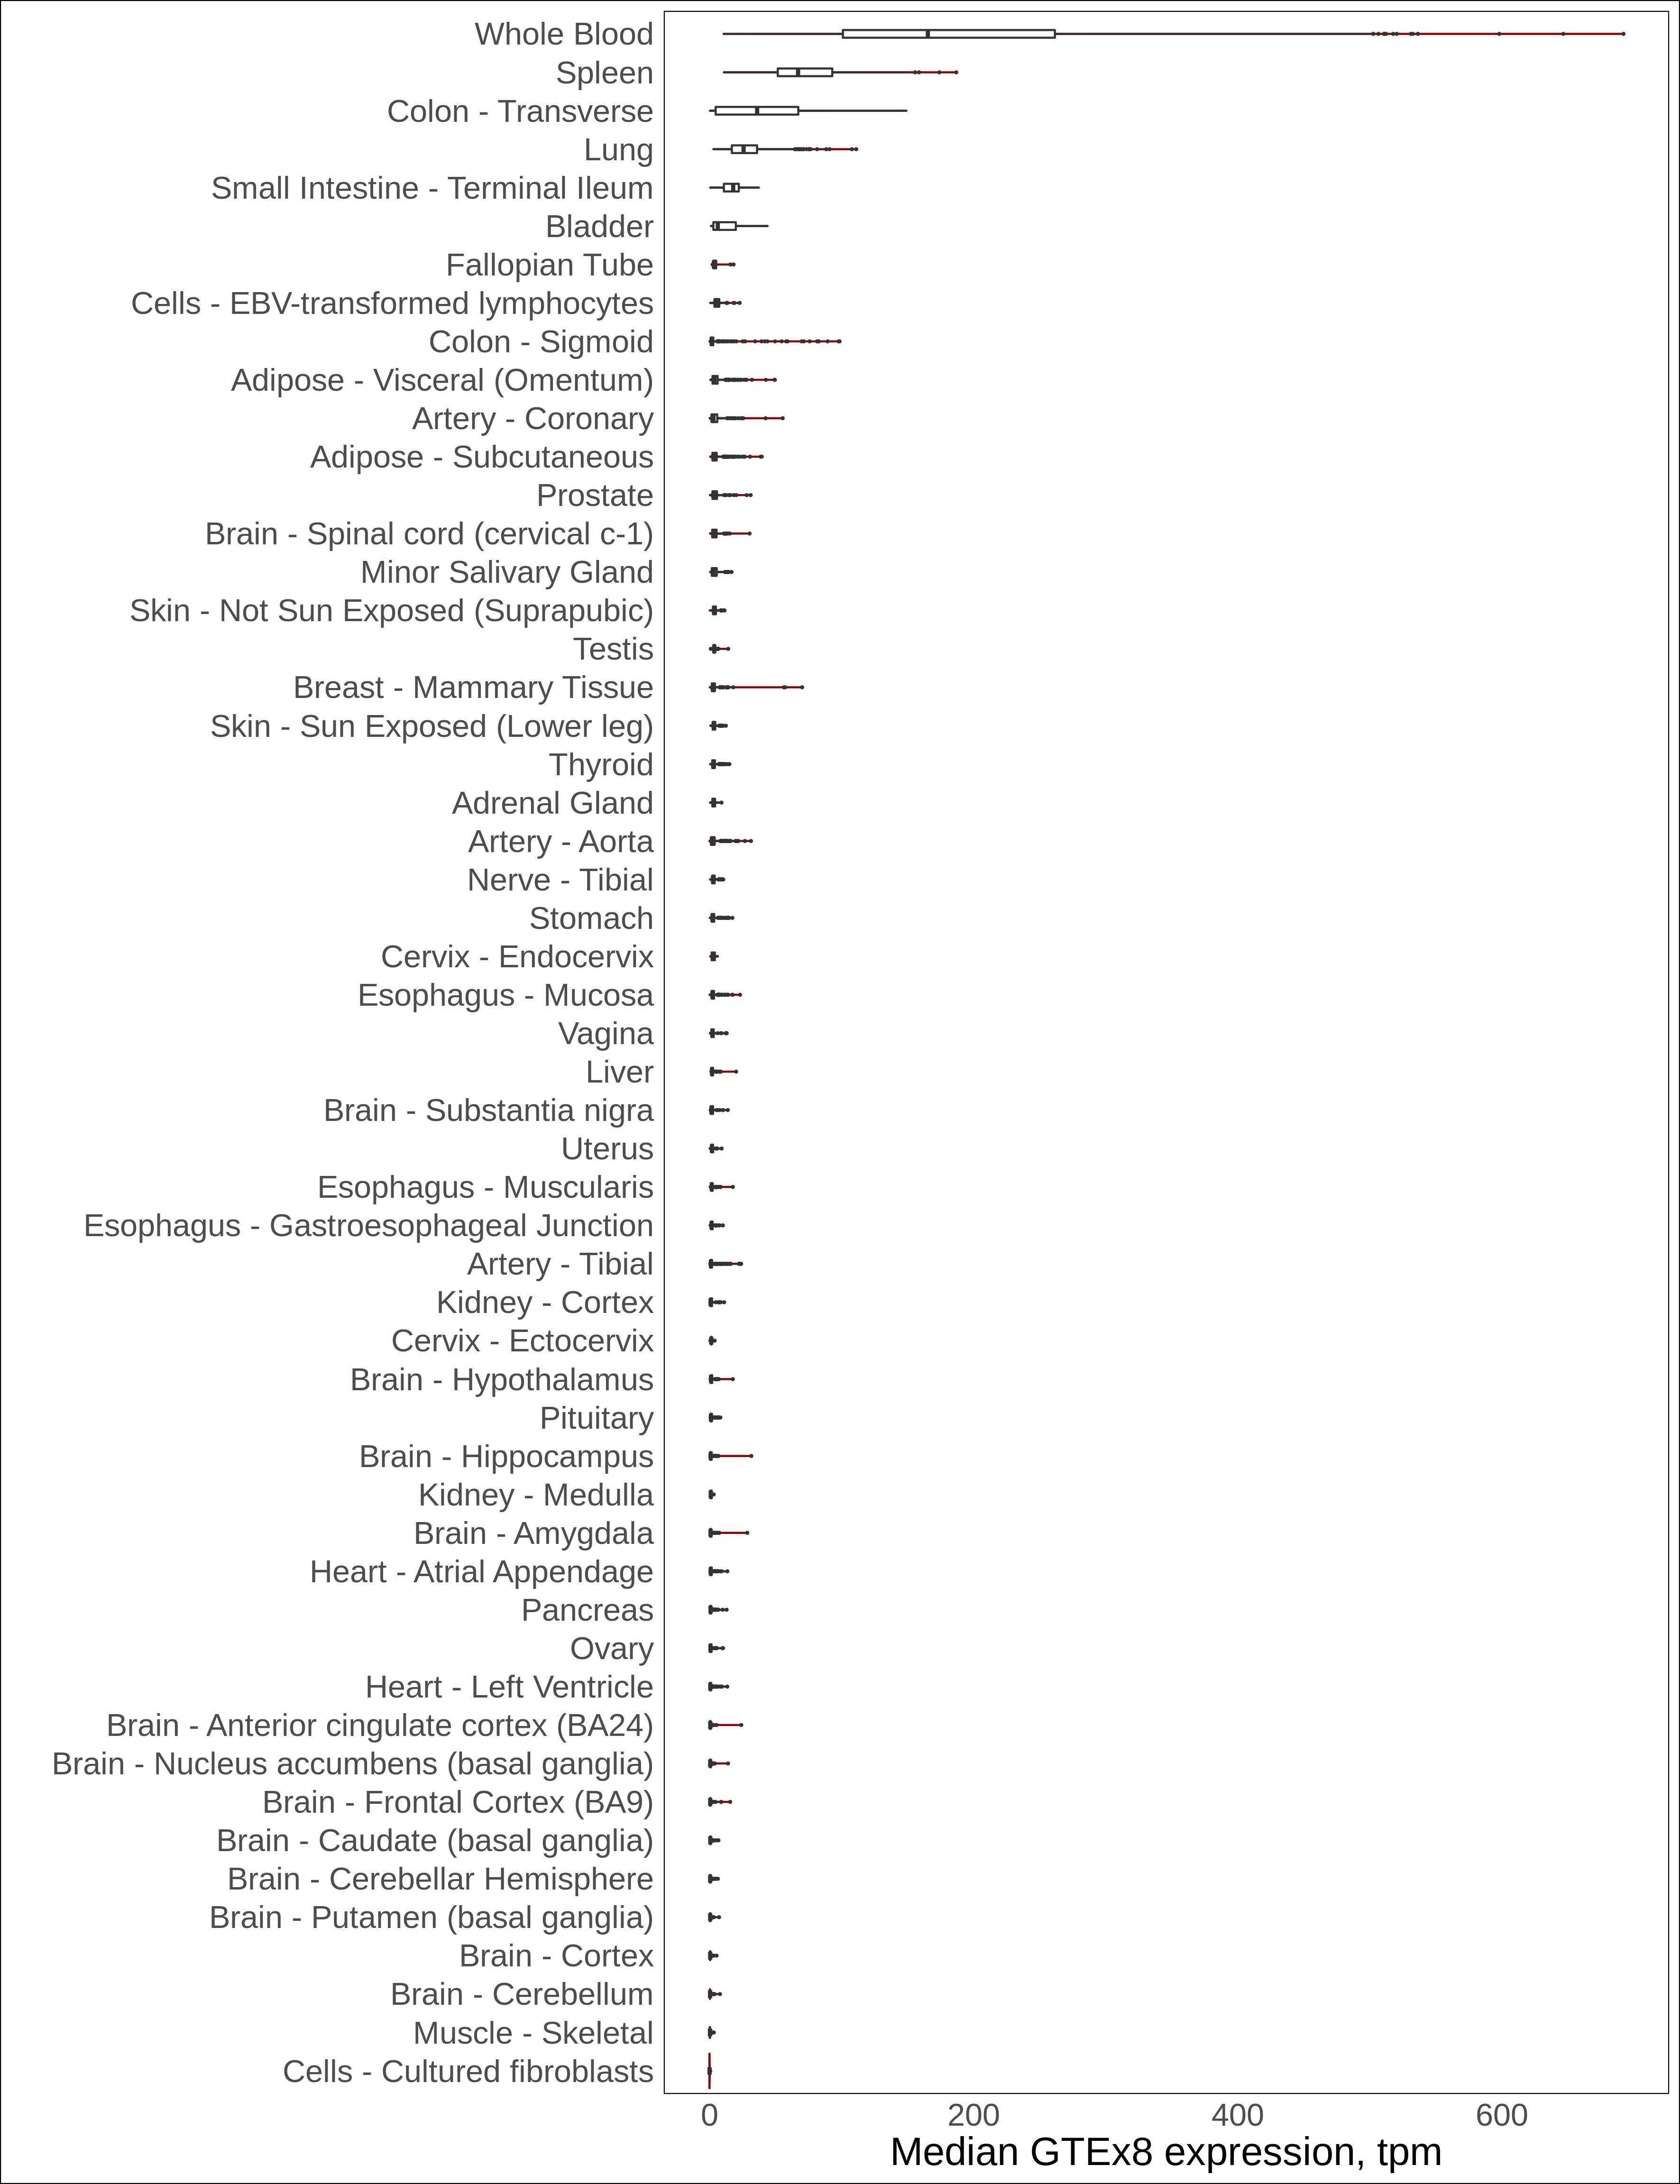 Whole Blood
Spleen
Colon - Transverse
Lung
Small Intestine - Terminal Ileum
Bladder
Fallopian Tube
Cells - EBV-transformed lymphocytes
Colon - Sigmoid
Adipose - Visceral (Omentum)
Artery - Coronary
Adipose - Subcutaneous
Prostate
Brain - Spinal cord (cervical c-1)
Minor Salivary Gland
Skin - Not Sun Exposed (Suprapubic)
Testis
Breast - Mammary Tissue
Skin - Sun Exposed (Lower leg)
Thyroid
Adrenal Gland
Artery - Aorta
Nerve - Tibial
Stomach
Cervix - Endocervix
Esophagus - Mucosa
Vagina
Liver
Brain - Substantia nigra
Uterus
Esophagus - Muscularis
Esophagus - Gastroesophageal Junction
Artery - Tibial
Kidney - Cortex
Cervix - Ectocervix
Brain - Hypothalamus
Pituitary
Brain - Hippocampus
Kidney - Medulla
Brain - Amygdala
Heart - Atrial Appendage
Pancreas
Ovary
Heart - Left Ventricle
Brain - Anterior cingulate cortex (BA24)
Brain - Nucleus accumbens (basal ganglia)
Brain - Frontal Cortex (BA9)
Brain - Caudate (basal ganglia)
Brain - Cerebellar Hemisphere
Brain - Putamen (basal ganglia)
Brain - Cortex
Brain - Cerebellum
Muscle - Skeletal
Cells - Cultured fibroblasts
0 200 400 600
Median GTEx8 expression, tpm